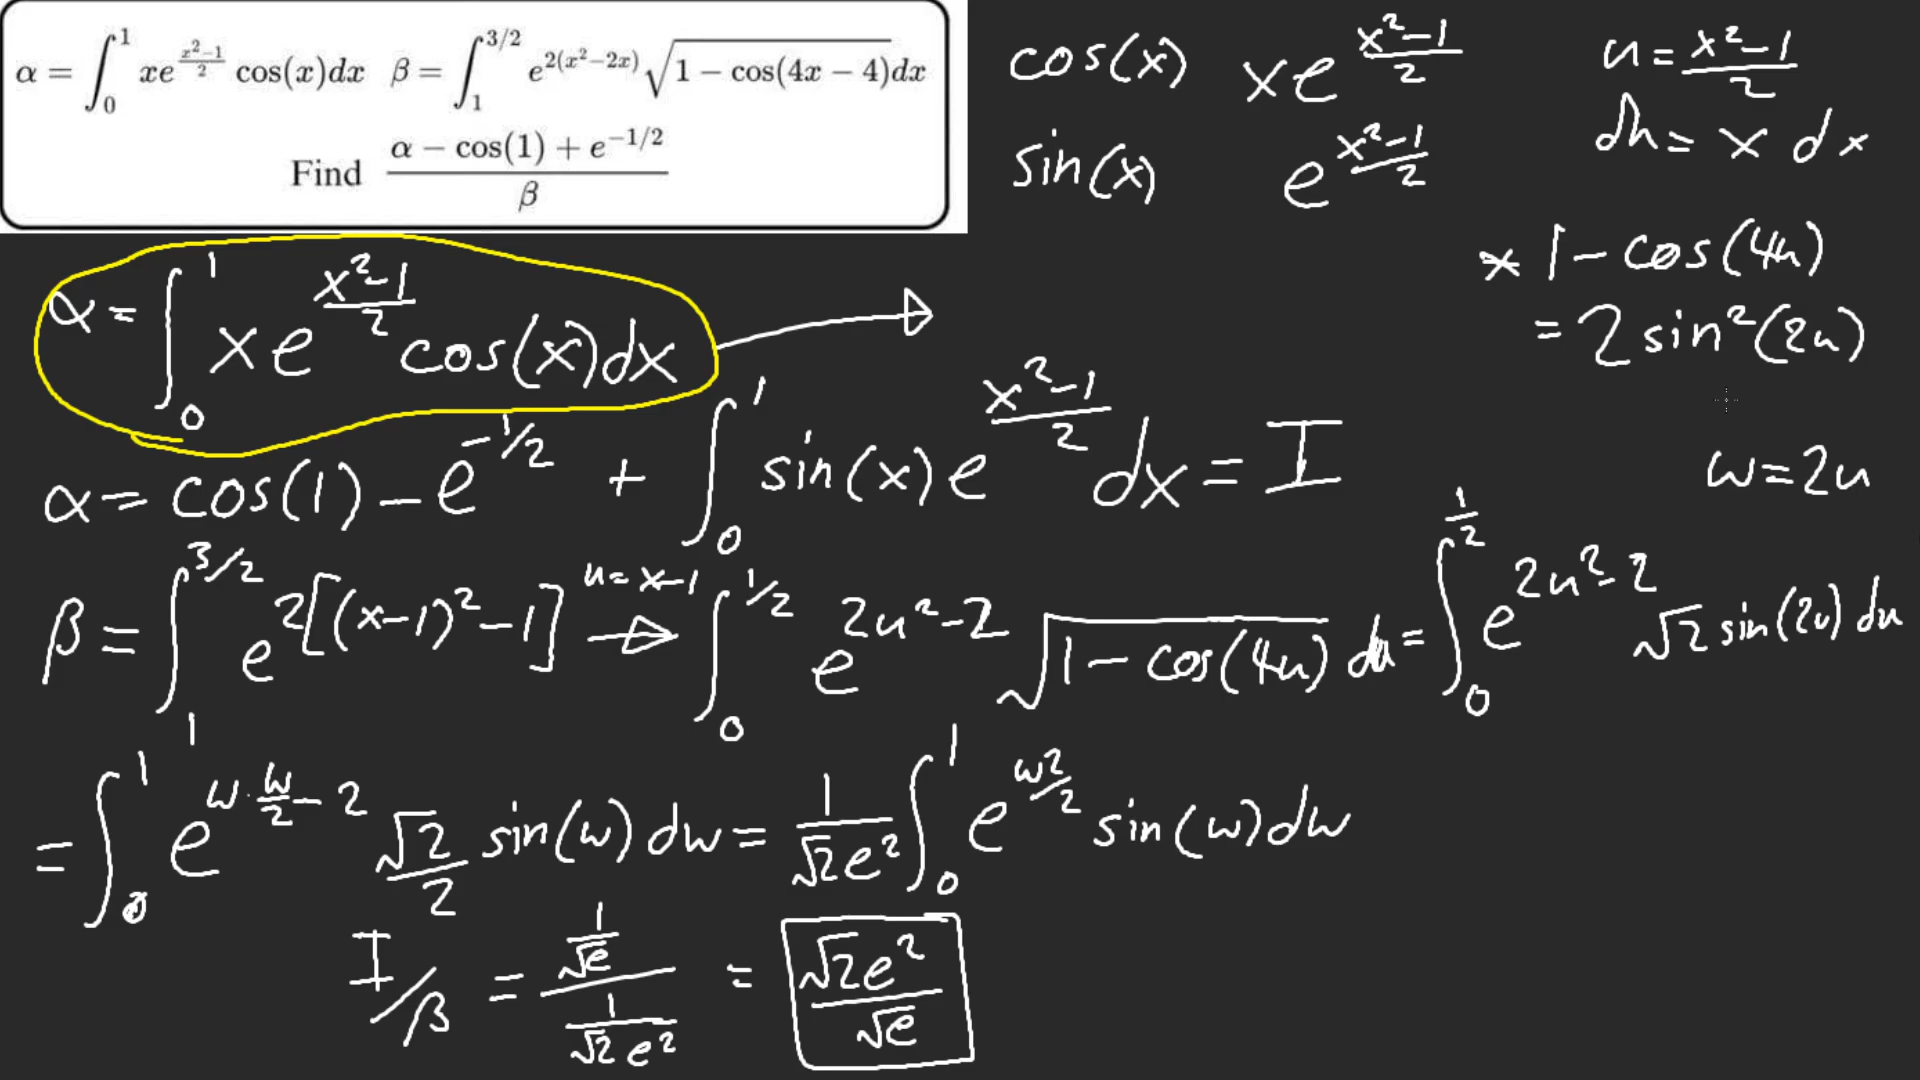 α = ∫₀¹ xe^((x²−1)/2) cos(x)dx   β = ∫₁^(3/2) e^(2(x²−2x)) √(1 − cos(4x − 4)) dx
Find (α − cos(1) + e^(−1/2))/β
cos(x)   xe^((x²−1)/2)   u = (x²−1)/2
sin(x)   e^((x²−1)/2)   du = x dx
* 1 − cos(4u)
= 2 sin²(2u)
α = ∫₀¹ xe^((x²−1)/2) cos(x)dx →
α = cos(1) − e^(−1/2) + ∫₀¹ sin(x) e^((x²−1)/2) dx = I
w = 2u
β = ∫₁^(3/2) e^(2[(x−1)²−1]) u = x−1 → ∫₀^(1/2) e^(2u²−2) √(1 − cos(4u)) du = ∫₀^(1/2) e^(2u²−2) √2 sin(2u) du
= ∫₀¹ e^(w·w/2 − 2) √2/2 sin(w) dw = 1/(√2e²) ∫₀¹ e^(w²/2) sin(w) dw
I/β = (1/√e)/(1/(√2 e²)) = √2e²/√e